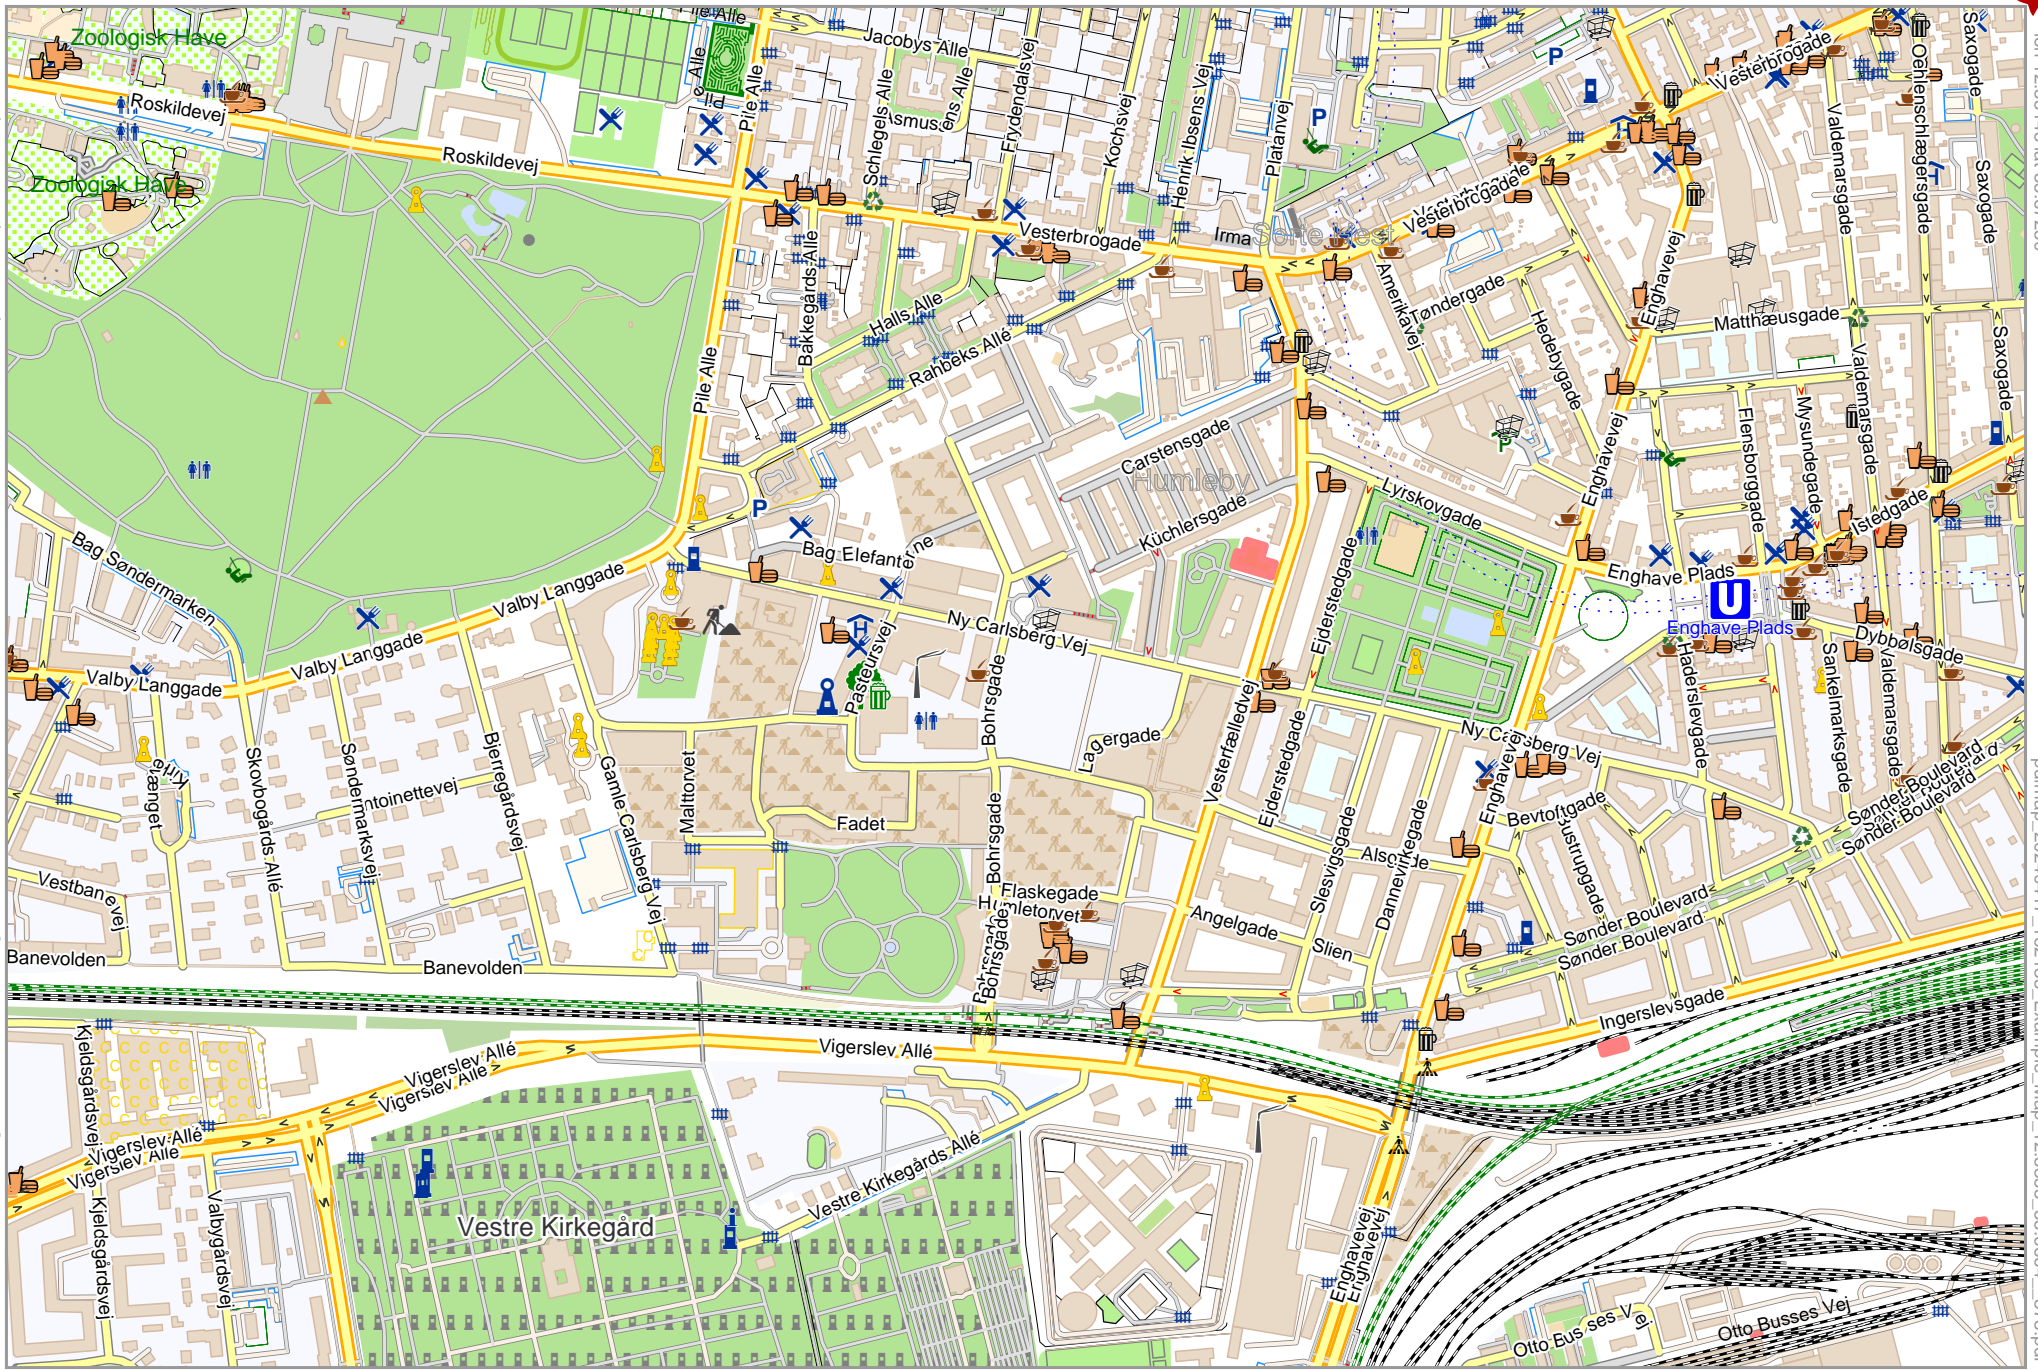 Zoologisk Have
Roskildevej
Roskildevej
Zoologisk Have
Pile Alle
Pile Alle
Jacobys Alle
Schlegels Alle
Frydendalsvej
Kochsvej
Henrik Ibsens Vej
Platanvej
P
P
Vesterbrogade
Valdemarsgade
Oehlenschlægersgade
Saxogade
Saxogade
Saxogade
Vesterbrogade
Irma
Vesterbrogade
Bakkegårds Alle
Halls Alle
Rahbeks Allé
Pile Alle
Amerikavej
Tøndergade
Hedebygade
Enghavevej
Matthæusgade
Valdemarsgade
Mysundegade
Flensborggade
Enghavevej
Istedgade
Carstensgade
Humleby
Küchlersgade
Lyrskovgade
P
P
Bag Elefanterne
Bag Søndermarken
Valby Langgade
Valby Langgade
Valby Langgade
Ny Carlsberg Vej
Pasteursvej
Bohrsgade
Ejderstedgade
Enghave Plads
U
Enghave Plads
Dybbølsgade
Haderslevgade
Sankelmarksgade
Valdemarsgade
Ny Carlsberg Vej
Enghavevej
Lagergade
Vesterfælledvej
Ejderstedgade
Skovbogårds Allé
Søndermarksvej
Bjerregårdsvej
Gamle Carlsberg Vej
Malttorvet
Fadet
Bohrsgade
Flaskegade
Humletorvet
Bohrsgade
Angelgade
Slien
Slesvigsgade
Dannevirkegade
Alsgade
Bevtoftgade
Sønder Boulevard
Sønder Boulevard
Sønder Boulevard
Sønder Boulevard
Vestbanevej
Banevolden
Banevolden
Ingerslevsgade
Kjeldsgårdsvej
Kjeldsgårdsvej
Vigerslev Allé
Vigerslev Allé
Vigerslev Allé
Vigerslev Allé
Vigerslev Allé
Valbygårdsvej
Vestre Kirkegård
Vestre Kirkegårds Allé
Enghavevej
Enghavevej
Otto Busses Vej
Otto Busses Vej